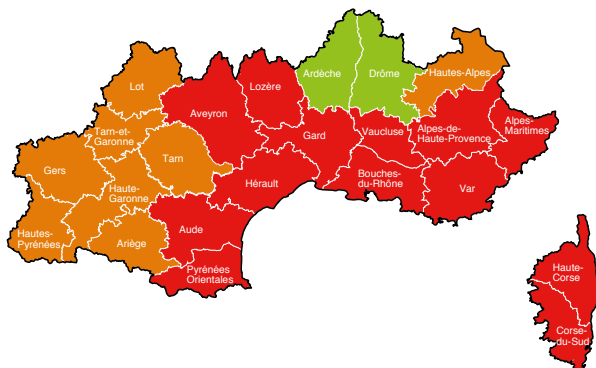 Lot
Lozère
Ardèche
Drôme
Hautes-Alpes
Aveyron
Tarn-et-
Garonne
Gard
Vaucluse
Alpes-de-
Haute-Provence
Alpes-
Maritimes
Tarn
Gers
Hérault
Bouches-
du-Rhône
Var
Haute-
Garonne
Hautes-
Pyrénées
Ariège
Aude
Pyrénées
Orientales
Haute-
Corse
Corse-
du-Sud